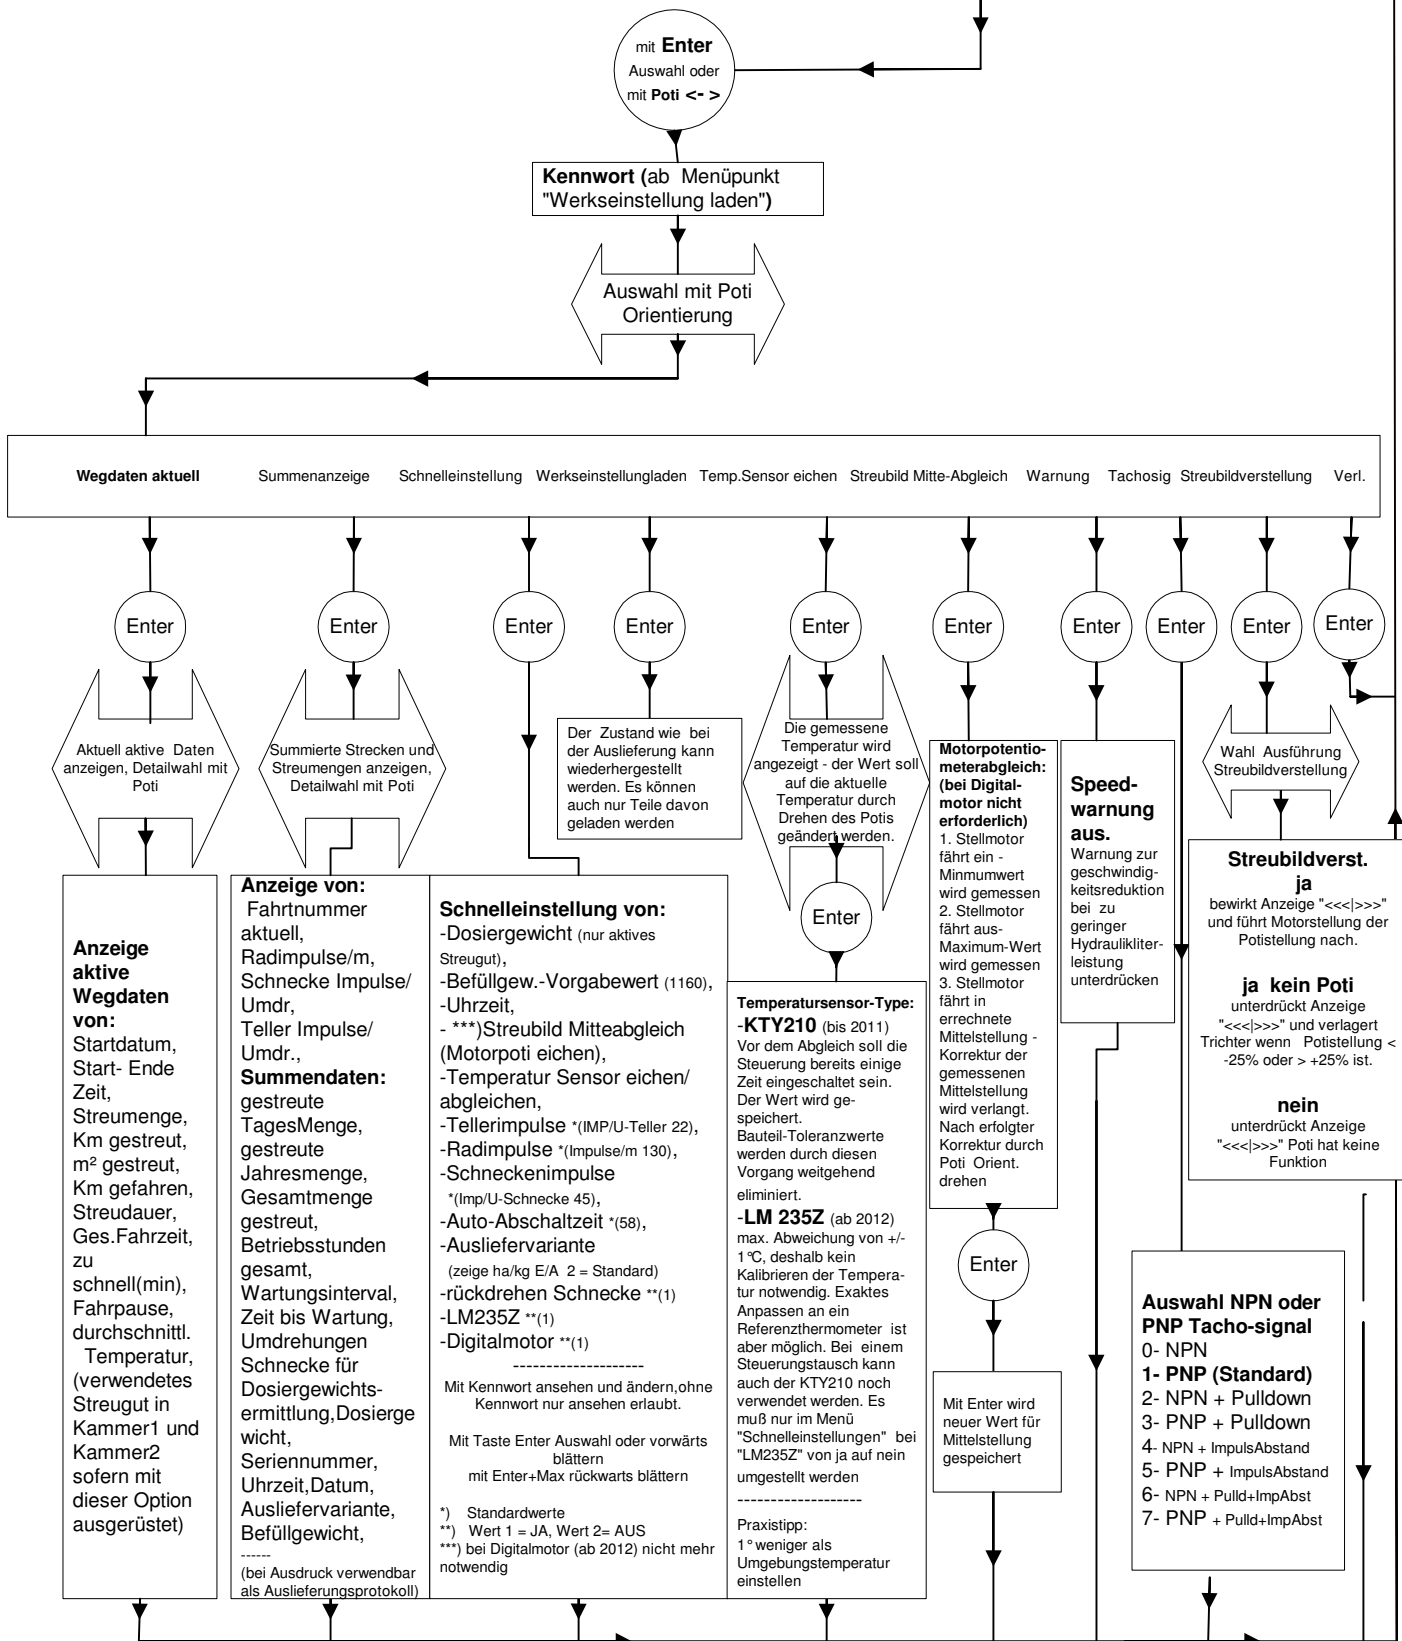 mit Enter
Auswahl oder
mit Poti <- >
Kennwort (ab Menüpunkt
"Werkseinstellung laden")
Auswahl mit Poti
Orientierung
Wegdaten aktuell Summenanzeige Schnelleinstellung Werkseinstellungladen Temp.Sensor eichen Streubild Mitte-Abgleich Warnung Tachosig Streubildverstellung Verl.
Enter Enter Enter Enter Enter Enter Enter Enter Enter Enter
Aktuell aktive Daten
anzeigen, Detailwahl mit
Poti
Summierte Strecken und
Streumengen anzeigen,
Detailwahl mit Poti
Der Zustand wie bei
der Auslieferung kann
wiederhergestellt
werden. Es können
auch nur Teile davon
geladen werden
Die gemessene
Temperatur wird
angezeigt - der Wert soll
auf die aktuelle
Temperatur durch
Drehen des Potis
geändert werden.
Enter
Motorpotentio-
meterabgleich:
(bei Digital-
motor nicht
erforderlich)
1. Stellmotor
fährt ein -
Minmumwert
wird gemessen
2. Stellmotor
fährt aus-
Maximum-Wert
wird gemessen
3. Stellmotor
fährt in
errechnete
Mittelstellung -
Korrektur der
gemessenen
Mittelstellung
wird verlangt.
Nach erfolgter
Korrektur durch
Poti Orient.
drehen
Enter
Mit Enter wird
neuer Wert für
Mittelstellung
gespeichert
Speed-
warnung
aus.
Warnung zur
geschwindig-
keitsreduktion
bei zu
geringer
Hydraulikliter-
leistung
unterdrücken
Wahl Ausführung
Streubildverstellung
Streubildverst.
ja
bewirkt Anzeige "<<<|>>>"
und führt Motorstellung der
Potistellung nach.
ja kein Poti
unterdrückt Anzeige
"<<<|>>>" und verlagert
Trichter wenn Potistellung <
-25% oder > +25% ist.
nein
unterdrückt Anzeige
"<<<|>>>" Poti hat keine
Funktion
Anzeige
aktive
Wegdaten
von:
Startdatum,
Start- Ende
Zeit,
Streumenge,
Km gestreut,
m² gestreut,
Km gefahren,
Streudauer,
Ges.Fahrzeit,
zu
schnell(min),
Fahrpause,
durchschnittl.
Temperatur,
(verwendetes
Streugut in
Kammer1 und
Kammer2
sofern mit
dieser Option
ausgerüstet)
Anzeige von:
Fahrtnummer
aktuell,
Radimpulse/m,
Schnecke Impulse/
Umdr,
Teller Impulse/
Umdr.,
Summendaten:
gestreute
TagesMenge,
gestreute
Jahresmenge,
Gesamtmenge
gestreut,
Betriebsstunden
gesamt,
Wartungsinterval,
Zeit bis Wartung,
Umdrehungen
Schnecke für
Dosiergewichts-
ermittlung,Dosierge
wicht,
Seriennummer,
Uhrzeit,Datum,
Ausliefervariante,
Befüllgewicht,
------
(bei Ausdruck verwendbar
als Auslieferungsprotokoll)
Schnelleinstellung von:
-Dosiergewicht (nur aktives
Streugut),
-Befüllgew.-Vorgabewert (1160),
-Uhrzeit,
- ***)Streubild Mitteabgleich
(Motorpoti eichen),
-Temperatur Sensor eichen/
abgleichen,
-Tellerimpulse *(IMP/U-Teller 22),
-Radimpulse *(Impulse/m 130),
-Schneckenimpulse
*(Imp/U-Schnecke 45),
-Auto-Abschaltzeit *(58),
-Ausliefervariante
(zeige ha/kg E/A 2 = Standard)
-rückdrehen Schnecke **(1)
-LM235Z **(1)
-Digitalmotor **(1)
--------------------
Mit Kennwort ansehen und ändern,ohne
Kennwort nur ansehen erlaubt.
Mit Taste Enter Auswahl oder vorwärts
blättern
mit Enter+Max rückwarts blättern
*) Standardwerte
**) Wert 1 = JA, Wert 2= AUS
***) bei Digitalmotor (ab 2012) nicht mehr
notwendig
Temperatursensor-Type:
-KTY210 (bis 2011)
Vor dem Abgleich soll die
Steuerung bereits einige
Zeit eingeschaltet sein.
Der Wert wird ge-
speichert.
Bauteil-Toleranzwerte
werden durch diesen
Vorgang weitgehend
eliminiert.
-LM 235Z (ab 2012)
max. Abweichung von +/-
1°C, deshalb kein
Kalibrieren der Tempera-
tur notwendig. Exaktes
Anpassen an ein
Referenzthermometer ist
aber möglich. Bei einem
Steuerungstausch kann
auch der KTY210 noch
verwendet werden. Es
muß nur im Menü
"Schnelleinstellungen" bei
"LM235Z" von ja auf nein
umgestellt werden
-------------------
Praxistipp:
1° weniger als
Umgebungstemperatur
einstellen
Auswahl NPN oder
PNP Tacho-signal
0- NPN
1- PNP (Standard)
2- NPN + Pulldown
3- PNP + Pulldown
4- NPN + ImpulsAbstand
5- PNP + ImpulsAbstand
6- NPN + Pulld+ImpAbst
7- PNP + Pulld+ImpAbst